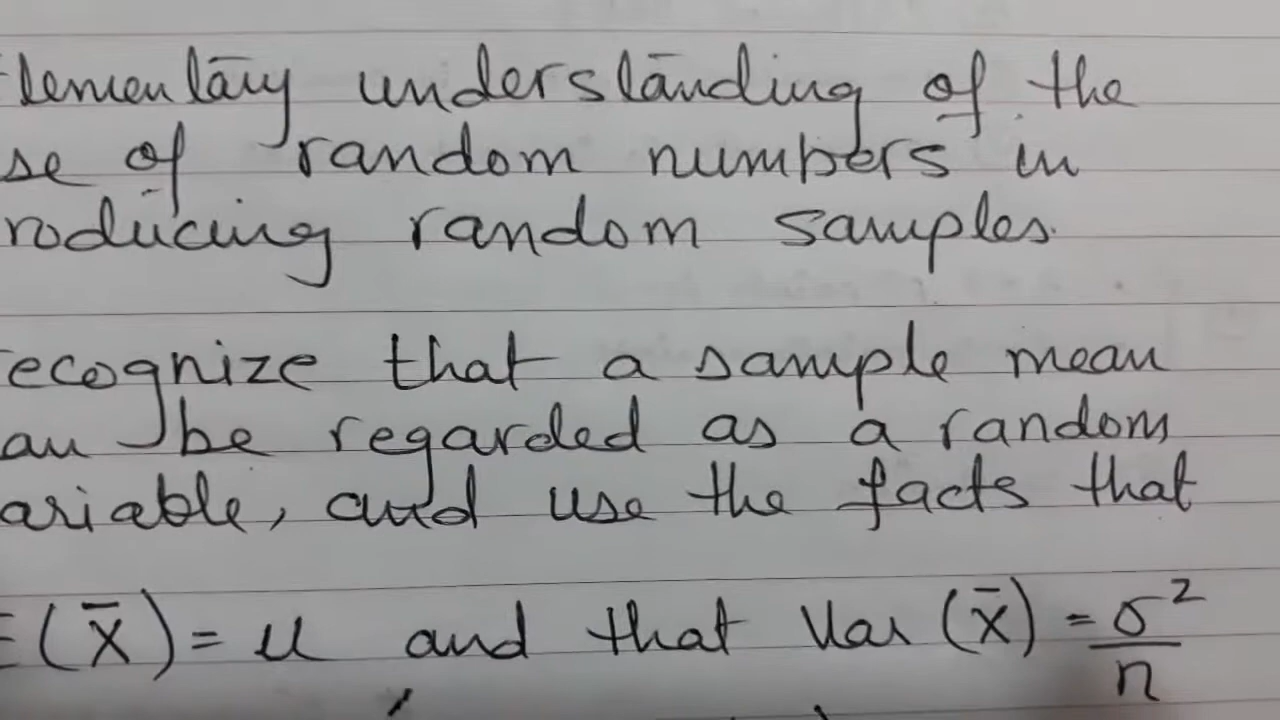 lementary understanding of the
se of random numbers in
roducing random samples.
recognize that a sample mean
an be regarded as a random
ariable, and use the facts that
E(X̄) = μ and that Var (X̄) = σ²/n